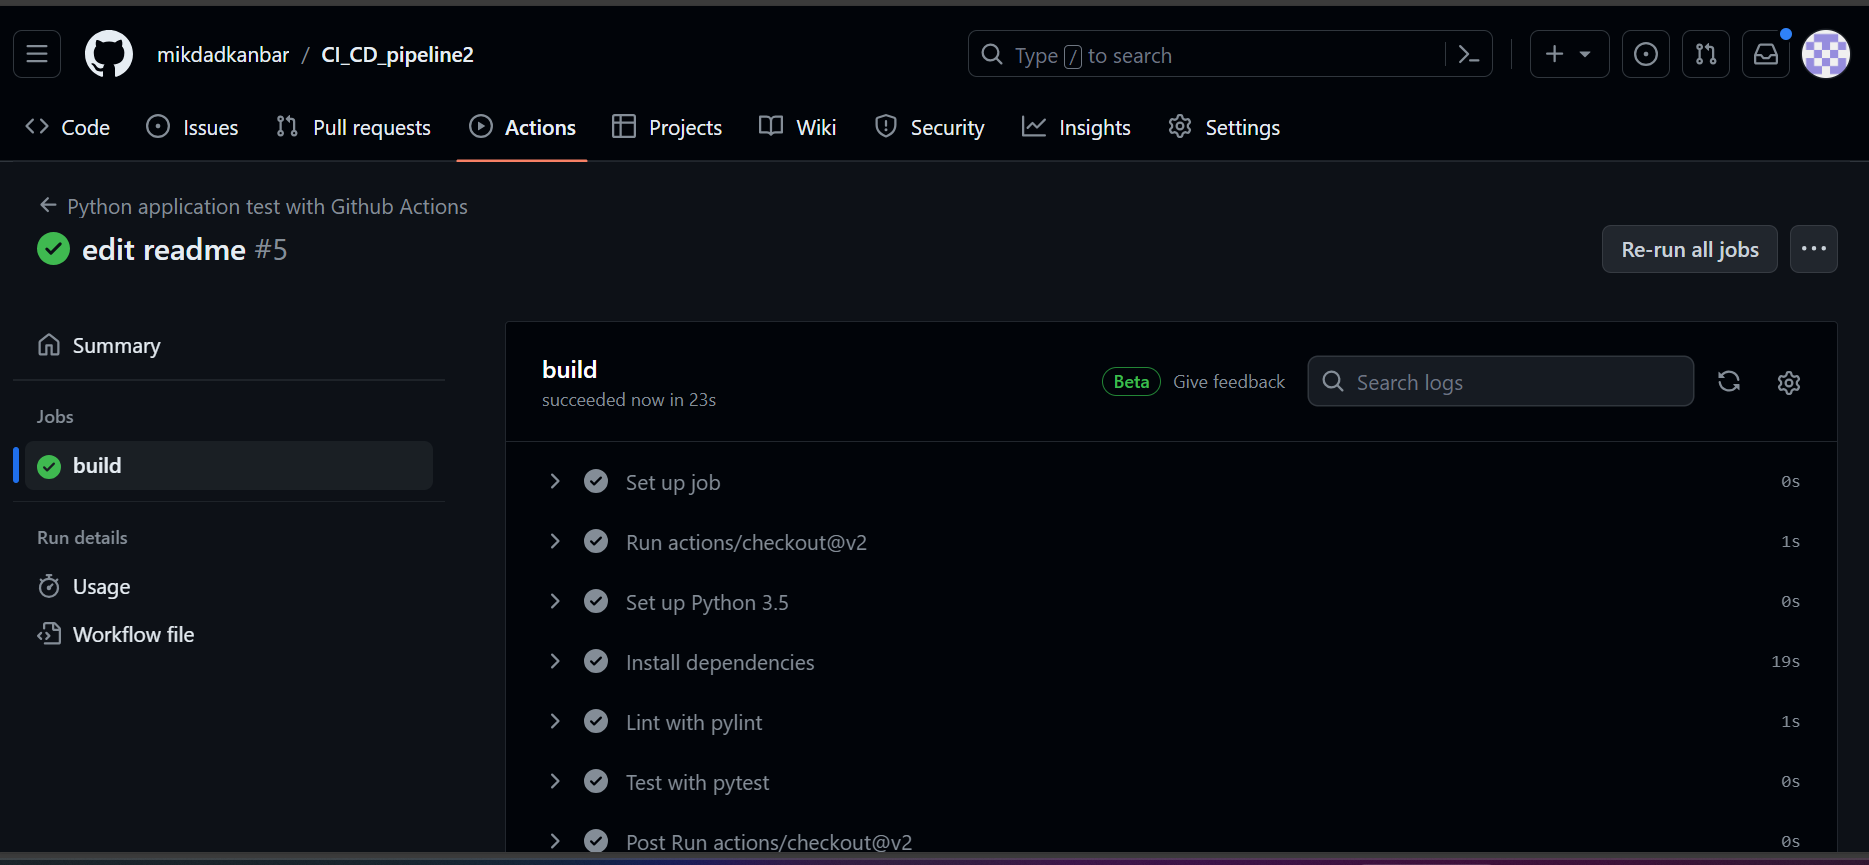 mikdadkanbar / CI_CD_pipeline2
Type / to search
Code
Issues
Pull requests
Actions
Projects
Wiki
Security
Insights
Settings
Python application test with Github Actions
edit readme #5
Re-run all jobs
Summary
Jobs
build
Run details
Usage
Workflow file
build
succeeded now in 23s
Beta
Give feedback
Search logs
Set up job 0s
Run actions/checkout@v2 1s
Set up Python 3.5 0s
Install dependencies 19s
Lint with pylint 1s
Test with pytest 0s
Post Run actions/checkout@v2 0s